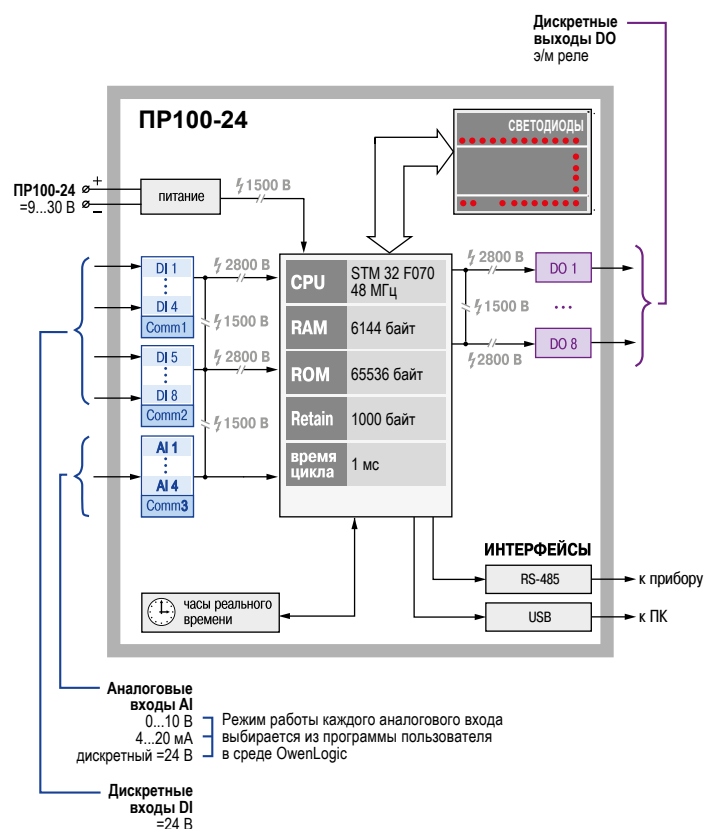 Дискретные
выходы DO
э/м реле
ПР100-24
СВЕТОДИОДЫ
ПР100-24
=9...30 В
+
–
питание
1500 В
DI 1
DI 4
Comm1
DI 5
DI 8
Comm2
AI 1
AI 4
Comm3
2800 В
1500 В
2800 В
1500 В
CPU
STM 32 F070
48 МГц
RAM
6144 байт
ROM
65536 байт
Retain
1000 байт
время
цикла
1 мс
2800 В
1500 В
2800 В
DO 1
...
DO 8
ИНТЕРФЕЙСЫ
RS-485
к прибору
USB
к ПК
часы реального
времени
Аналоговые
входы AI
0...10 В
4...20 мА
дискретный =24 В
Режим работы каждого аналогового входа
выбирается из программы пользователя
в среде OwenLogic
Дискретные
входы DI
=24 В